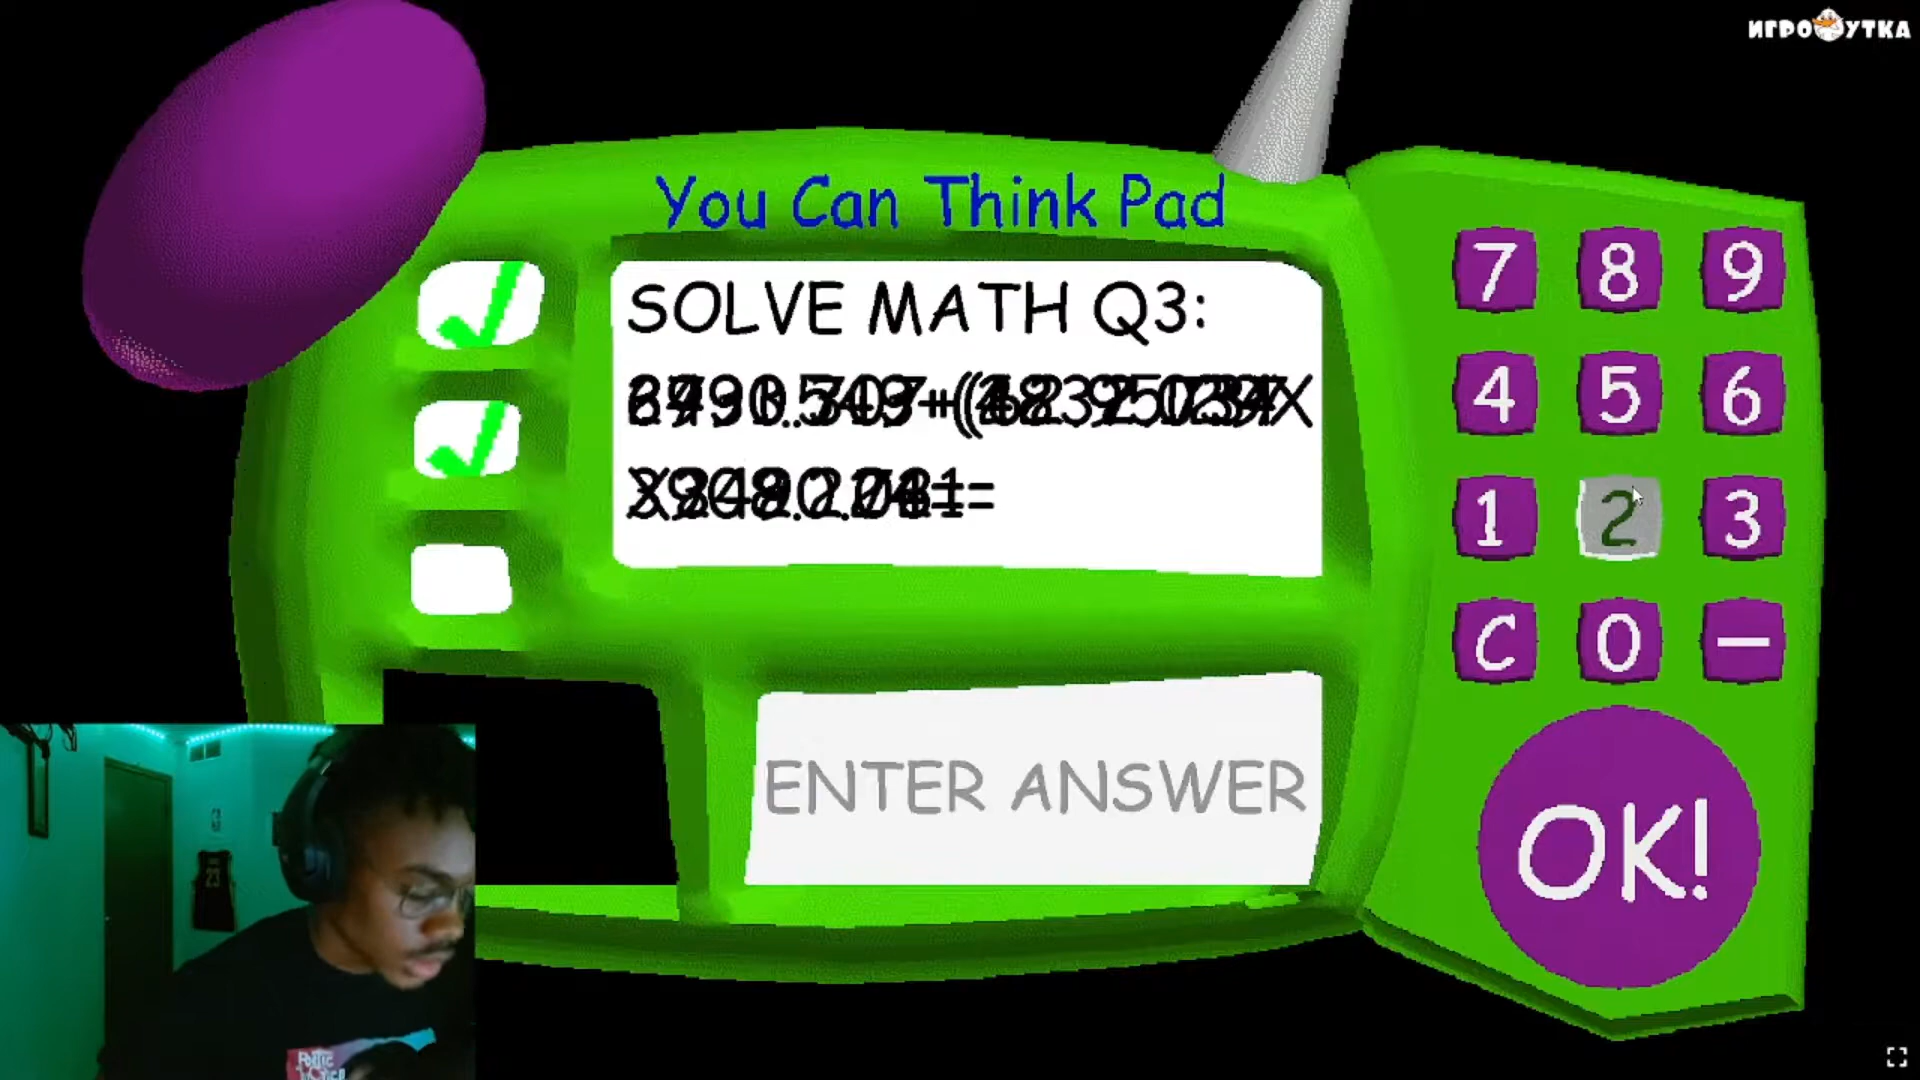 ИГРОУТКА
You Can Think Pad
SOLVE MATH Q3:
7 8 9
4 5 6
1 2 3
C 0 —
ENTER ANSWER
OK!
23